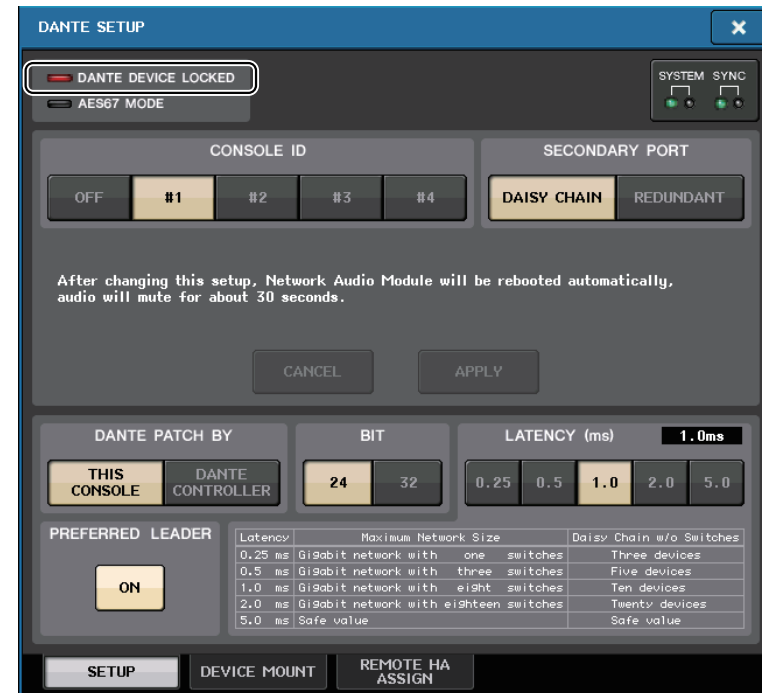 DANTE SETUP
DANTE DEVICE LOCKED
AES67 MODE
SYSTEM SYNC
CONSOLE ID
OFF #1 #2 #3 #4
SECONDARY PORT
DAISY CHAIN REDUNDANT
After changing this setup, Network Audio Module will be rebooted automatically,
audio will mute for about 30 seconds.
CANCEL APPLY
DANTE PATCH BY
THIS CONSOLE
DANTE CONTROLLER
BIT
24 32
LATENCY (ms) 1.0ms
0.25 0.5 1.0 2.0 5.0
PREFERRED LEADER
ON
Latency Maximum Network Size Daisy Chain w/o Switches
0.25 ms Gigabit network with one switches Three devices
0.5 ms Gigabit network with three switches Five devices
1.0 ms Gigabit network with eight switches Ten devices
2.0 ms Gigabit network with eighteen switches Twenty devices
5.0 ms Safe value Safe value
SETUP DEVICE MOUNT REMOTE HA ASSIGN